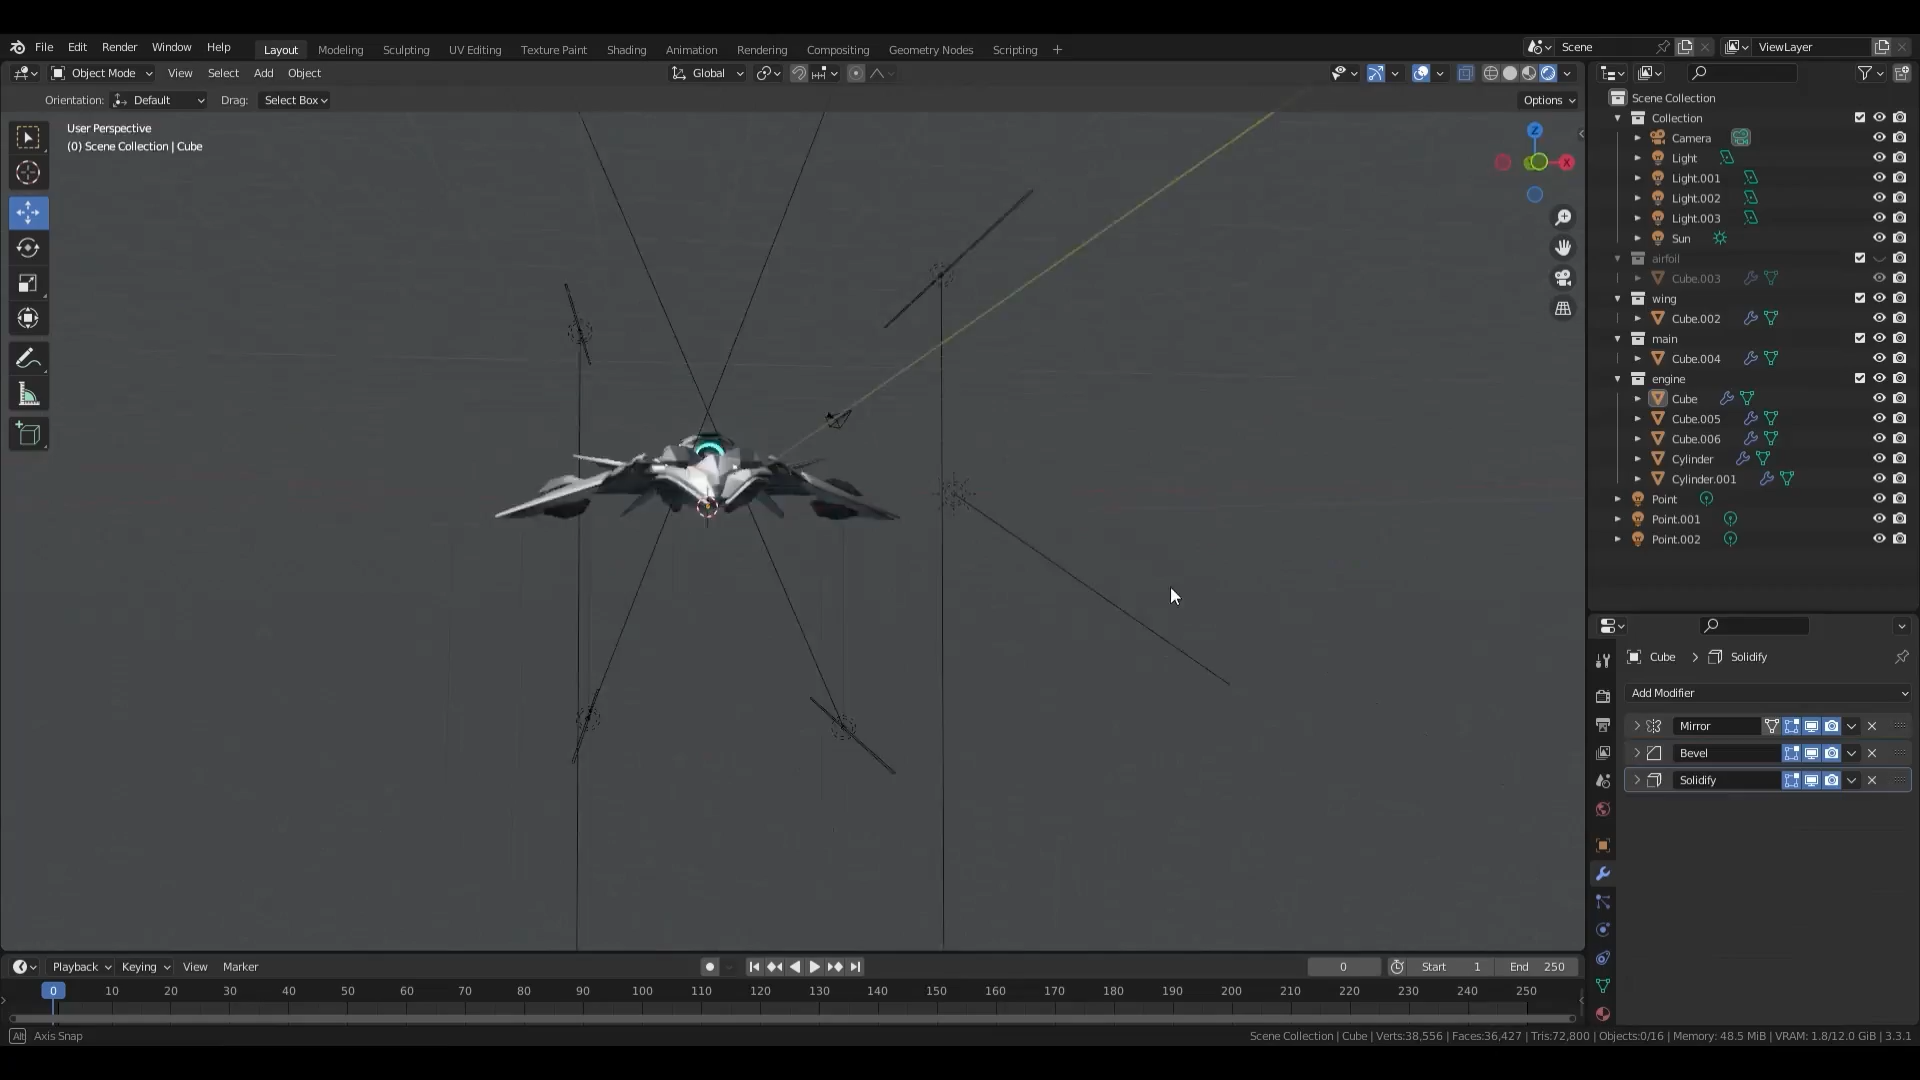 File Edit Render Window Help Layout Modeling Sculpting UV Editing Texture Paint Shading Animation Rendering Compositing Geometry Nodes Scripting + Scene ViewLayer
Object Mode View Select Add Object Global
Orientation: Default Drag: Select Box Options
User Perspective
(0) Scene Collection | Cube
Z
X
Scene Collection
Collection
Camera
Light
Light.001
Light.002
Light.003
Sun
airfoil
Cube.003
wing
Cube.002
main
Cube.004
engine
Cube
Cube.005
Cube.006
Cylinder
Cylinder.001
Point
Point.001
Point.002
Cube > Solidify
Add Modifier
Mirror
Bevel
Solidify
Playback Keying View Marker 0 Start 1 End 250
0 10 20 30 40 50 60 70 80 90 100 110 120 130 140 150 160 170 180 190 200 210 220 230 240 250
Alt Axis Snap Scene Collection | Cube | Verts:38,556 | Faces:36,427 | Tris:72,800 | Objects:0/16 | Memory: 48.5 MiB | VRAM: 1.8/12.0 GiB | 3.3.1